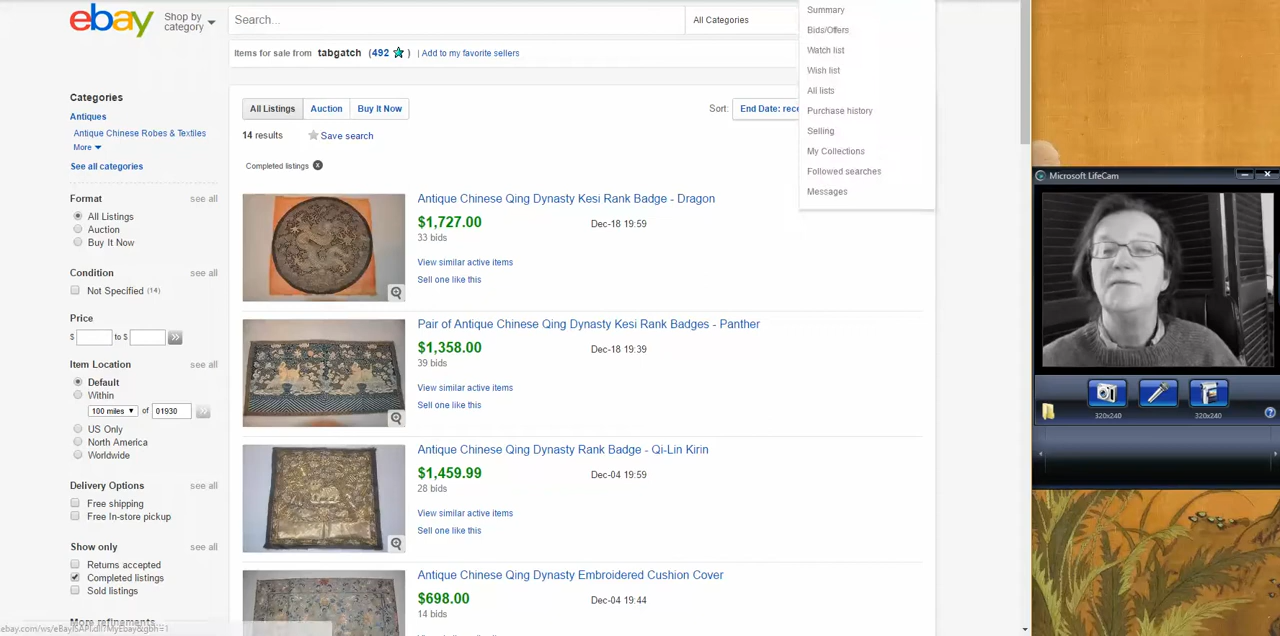 ebay
Shop by
category
Search...
All Categories
Summary
Bids/Offers
Watch list
Wish list
All lists
Purchase history
Selling
My Collections
Followed searches
Messages
Items for sale from tabgatch (492 ) | Add to my favorite sellers
Categories
Antiques
Antique Chinese Robes & Textiles
More
See all categories
Format see all
All Listings
Auction
Buy It Now
Condition see all
Not Specified (14)
Price
$ to $ >>
Item Location see all
Default
Within
100 miles of 01930 >>
US Only
North America
Worldwide
Delivery Options see all
Free shipping
Free In-store pickup
Show only see all
Returns accepted
Completed listings
Sold listings
More refinements...
ebay.com/ws/eBayISAPI.dll?MyEbay&gbh=1
All Listings Auction Buy It Now
Sort: End Date: rece
14 results Save search
Completed listings x
Antique Chinese Qing Dynasty Kesi Rank Badge - Dragon
$1,727.00 Dec-18 19:59
33 bids
View similar active items
Sell one like this
Pair of Antique Chinese Qing Dynasty Kesi Rank Badges - Panther
$1,358.00 Dec-18 19:39
39 bids
View similar active items
Sell one like this
Antique Chinese Qing Dynasty Rank Badge - Qi-Lin Kirin
$1,459.99 Dec-04 19:59
28 bids
View similar active items
Sell one like this
Antique Chinese Qing Dynasty Embroidered Cushion Cover
$698.00 Dec-04 19:44
14 bids
Microsoft LifeCam
320x240 320x240